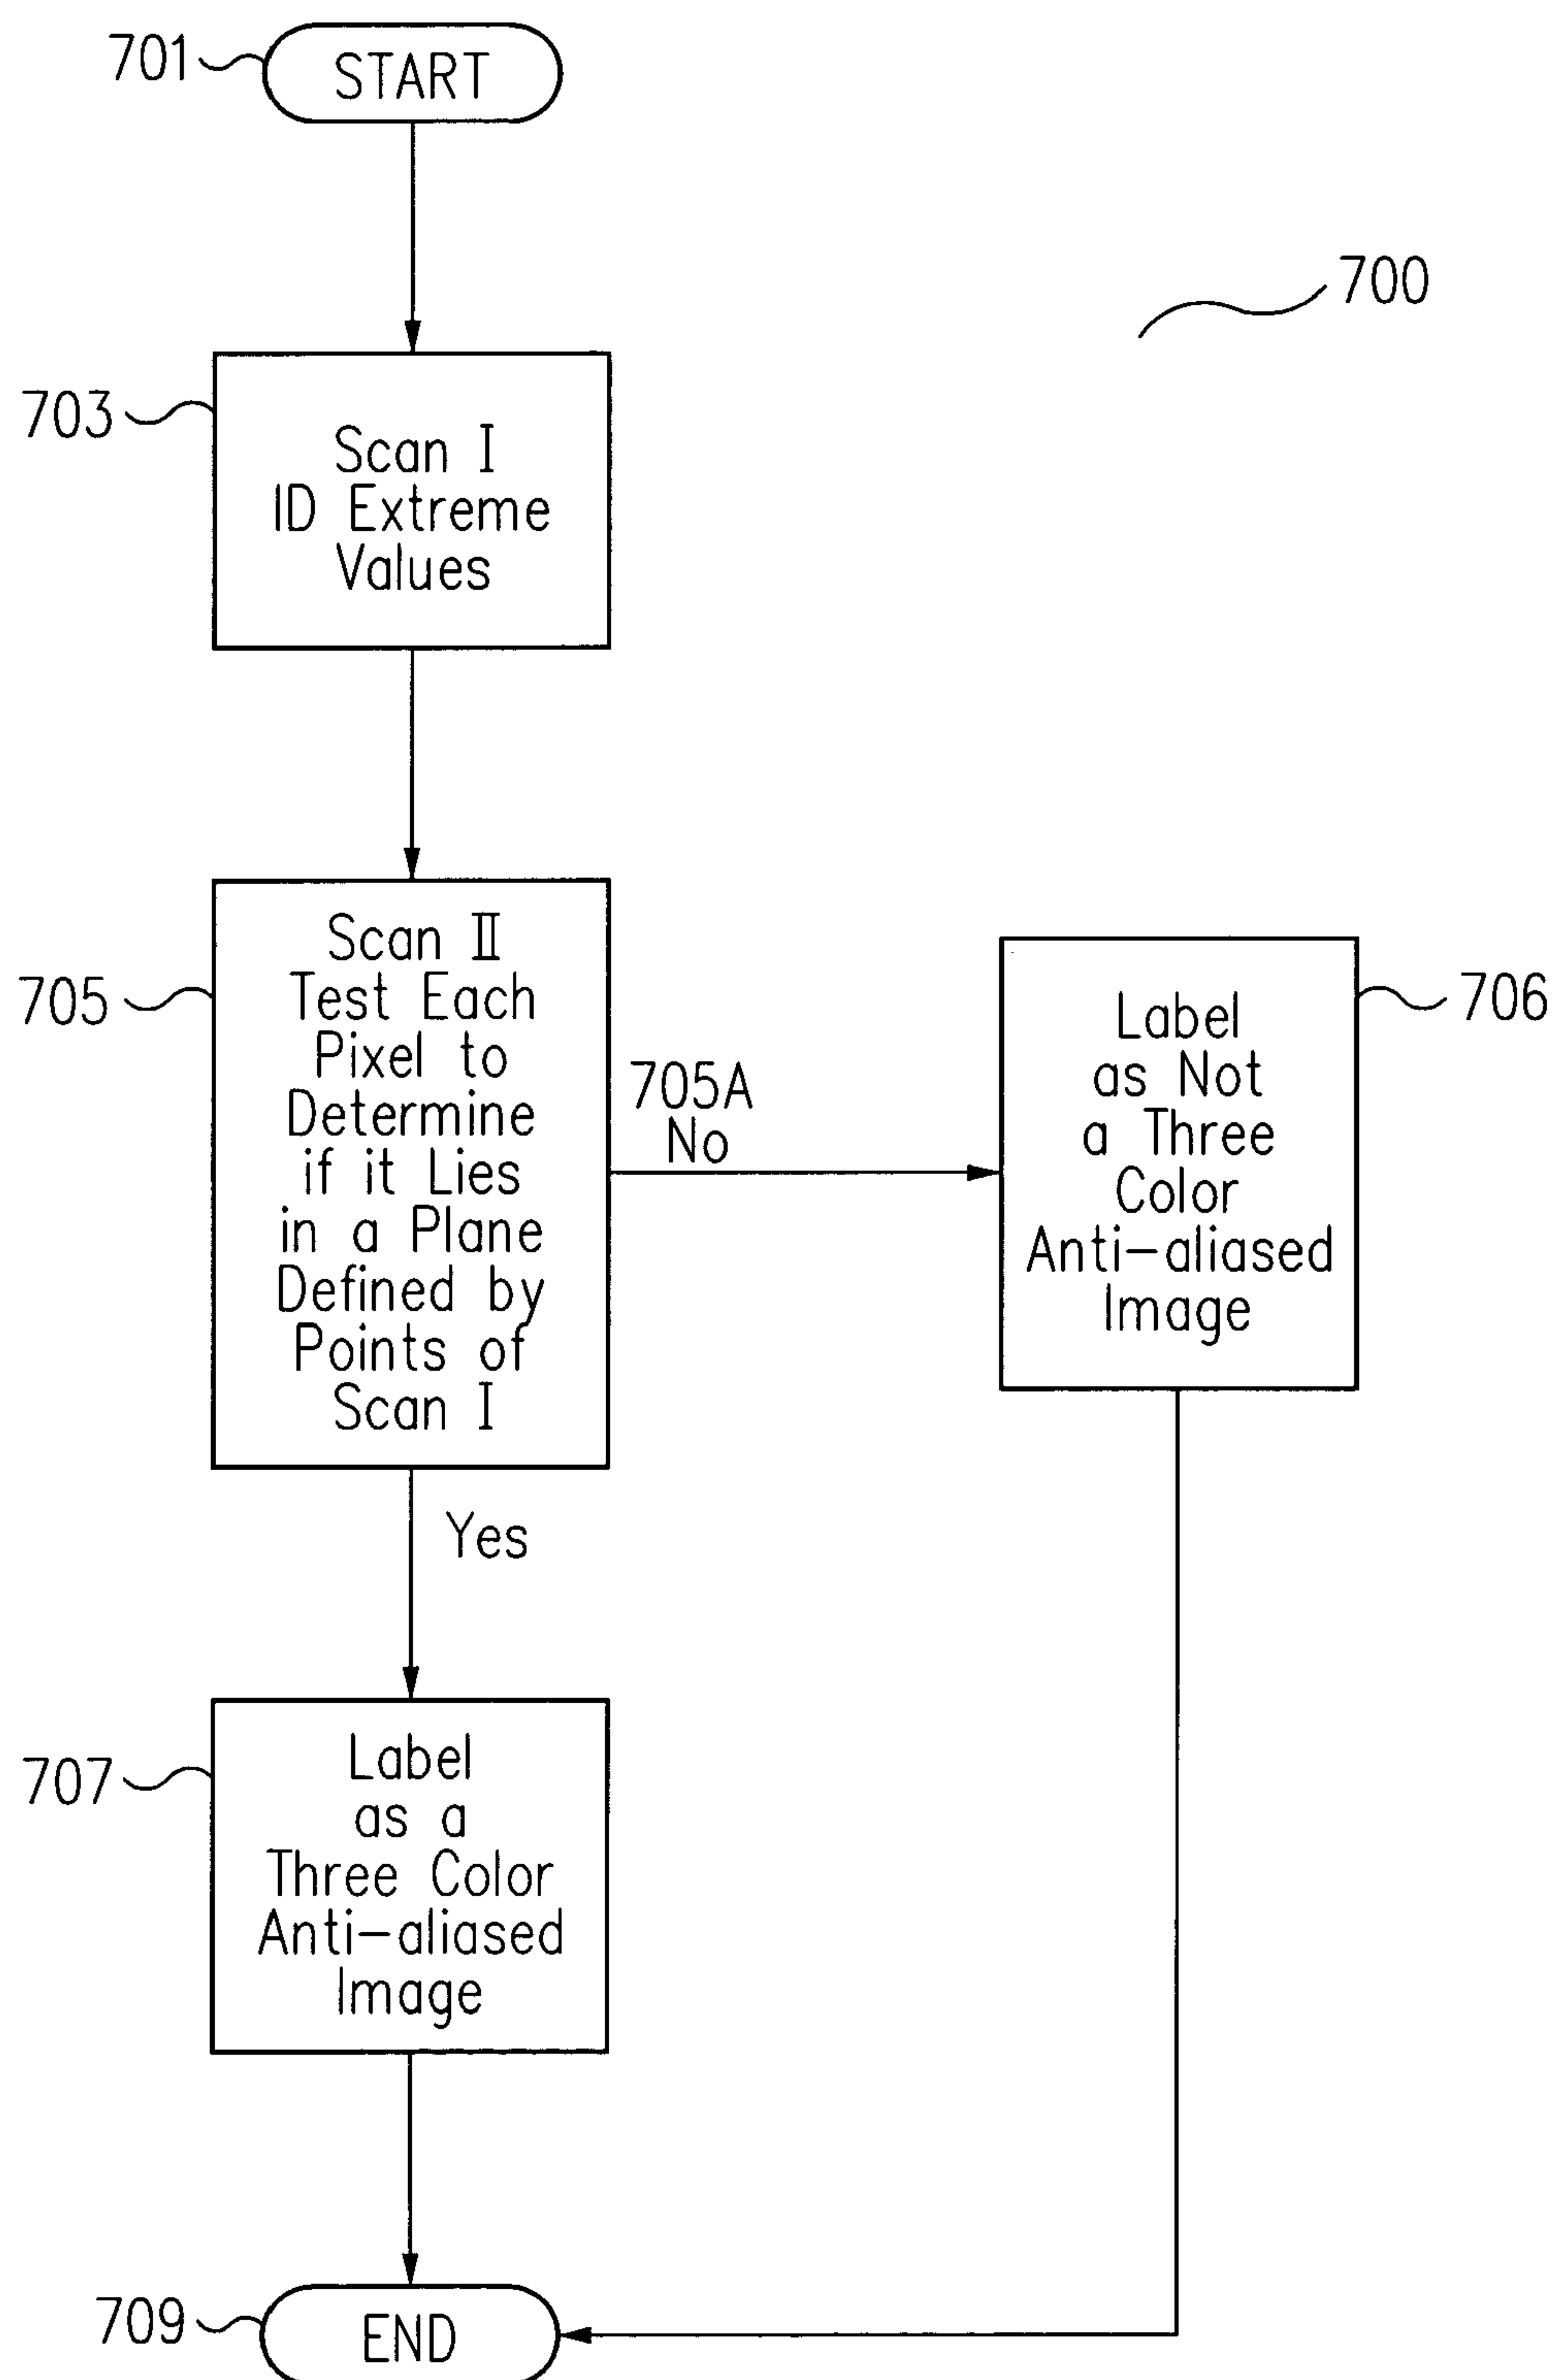 701
START
700
703
Scan I
ID Extreme
Values
705
Scan II
Test Each
Pixel to
Determine
if it Lies
in a Plane
Defined by
Points of
Scan I
705A
No
706
Label
as Not
a Three
Color
Anti-aliased
Image
Yes
707
Label
as a
Three Color
Anti-aliased
Image
709
END